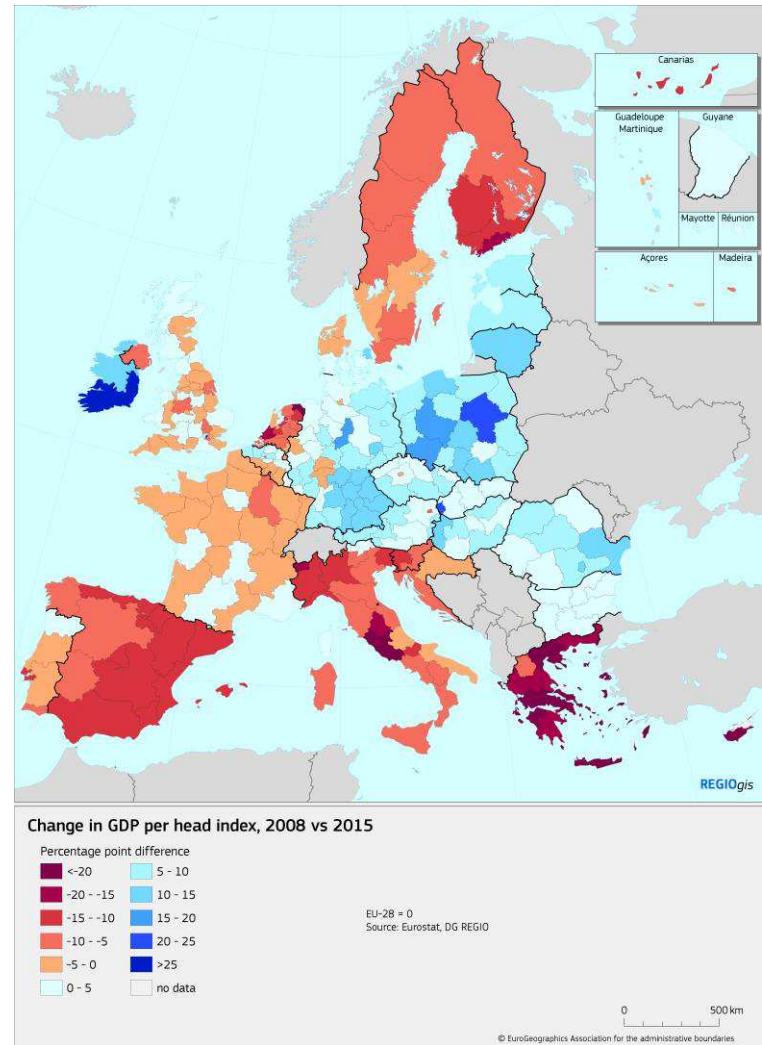 Canarias
Guadeloupe
Martinique
Guyane
Mayotte
Réunion
Açores
Madeira
REGIOgis
Change in GDP per head index, 2008 vs 2015
Percentage point difference
<-20
-20 - -15
-15 - -10
-10 - -5
-5 - 0
0 - 5
5 - 10
10 - 15
15 - 20
20 - 25
>25
no data
EU-28 = 0
Source: Eurostat, DG REGIO
0 500 km
© EuroGeographics Association for the administrative boundaries